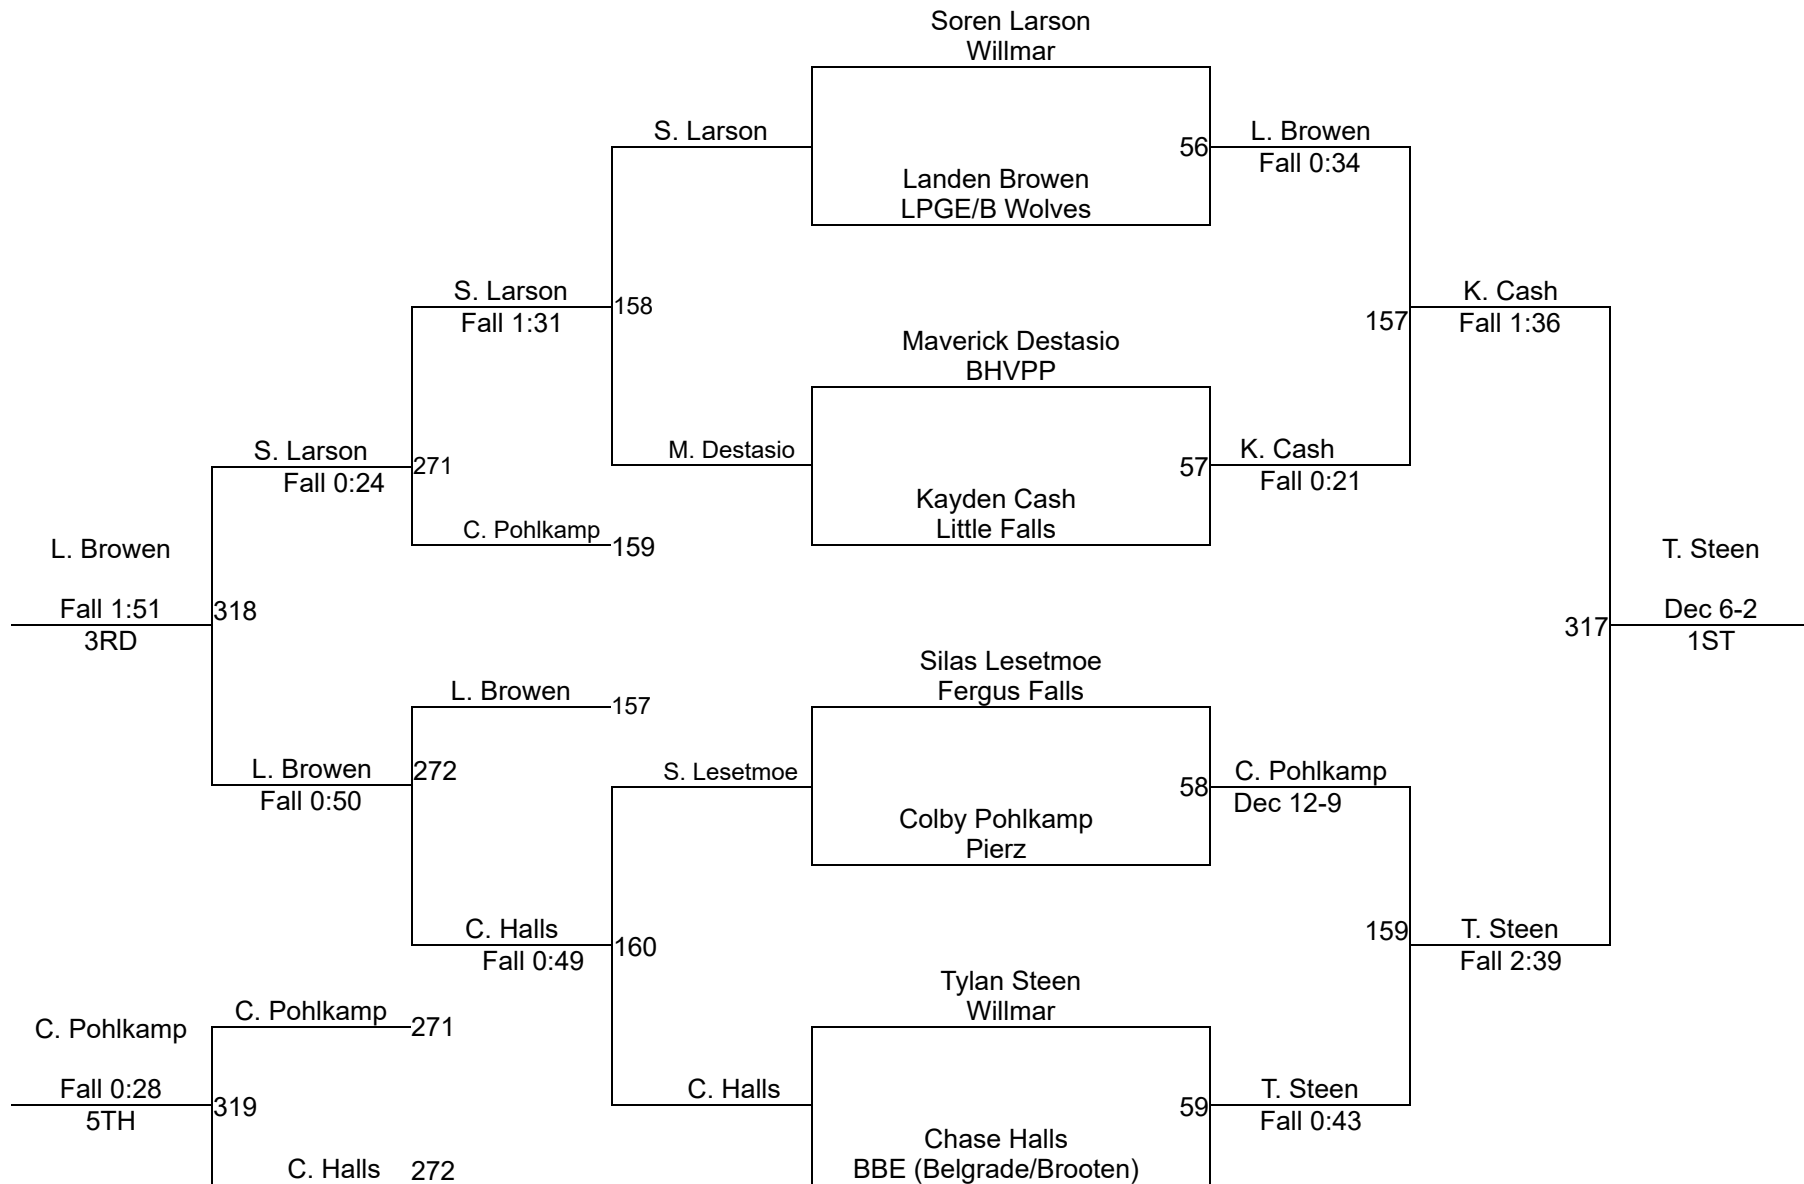 Soren Larson
Willmar
S. Larson
56
L. Browen
Fall 0:34
Landen Browen
LPGE/B Wolves
S. Larson
Fall 1:31
158
K. Cash
Fall 1:36
157
Maverick Destasio
BHVPP
S. Larson
Fall 0:24
271
M. Destasio
57
K. Cash
Fall 0:21
Kayden Cash
Little Falls
C. Pohlkamp
159
L. Browen
Fall 1:51
3RD
318
T. Steen
Dec 6-2
1ST
317
Silas Lesetmoe
Fergus Falls
L. Browen
157
L. Browen
Fall 0:50
272
S. Lesetmoe
58
C. Pohlkamp
Dec 12-9
Colby Pohlkamp
Pierz
C. Halls
Fall 0:49
160
159
T. Steen
Fall 2:39
Tylan Steen
Willmar
C. Pohlkamp
271
C. Pohlkamp
Fall 0:28
5TH
319
C. Halls
59
T. Steen
Fall 0:43
Chase Halls
BBE (Belgrade/Brooten)
C. Halls
272